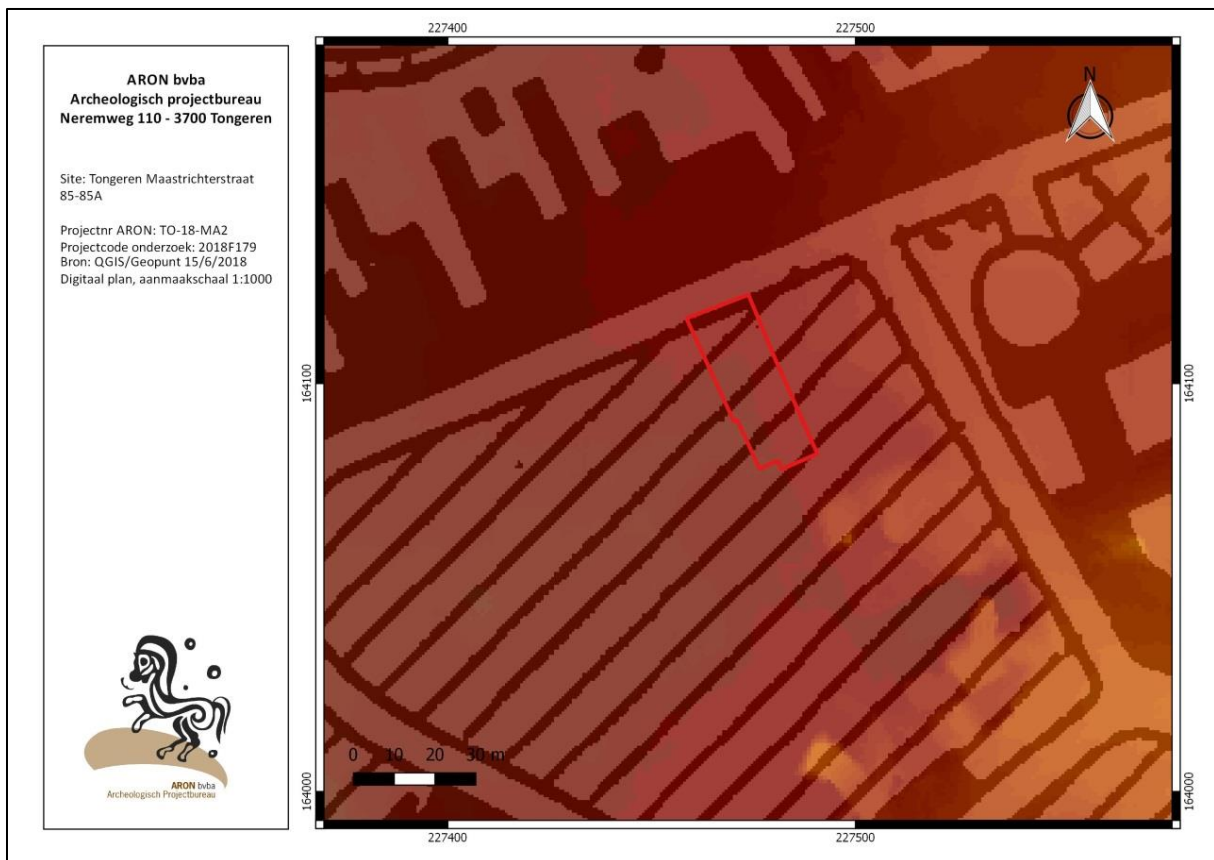 ARON bvba
Archeologisch projectbureau
Neremweg 110 - 3700 Tongeren
Site: Tongeren Maastrichterstraat
85-85A
Projectnr ARON: TO-18-MA2
Projectcode onderzoek: 2018F179
Bron: QGIS/Geopunt 15/6/2018
Digitaal plan, aanmaakschaal 1:1000
ARON bvba
Archeologisch Projectbureau
227400
227500
N
164100
164100
0 10 20 30 m
164000
164000
227400
227500